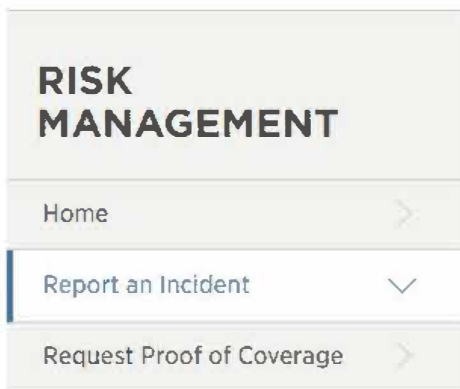 RISK
MANAGEMENT
Home
Report an Incident
Request Proof of Coverage